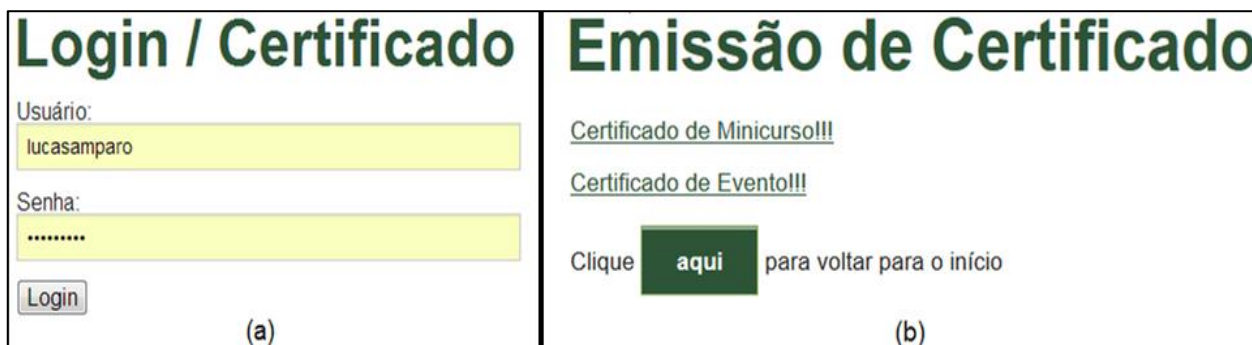 Login / Certificado
Usuário:
lucasamparo
Senha:
•••••••••
Login
(a)
Emissão de Certificado
Certificado de Minicurso!!!
Certificado de Evento!!!
Clique aqui para voltar para o início
(b)